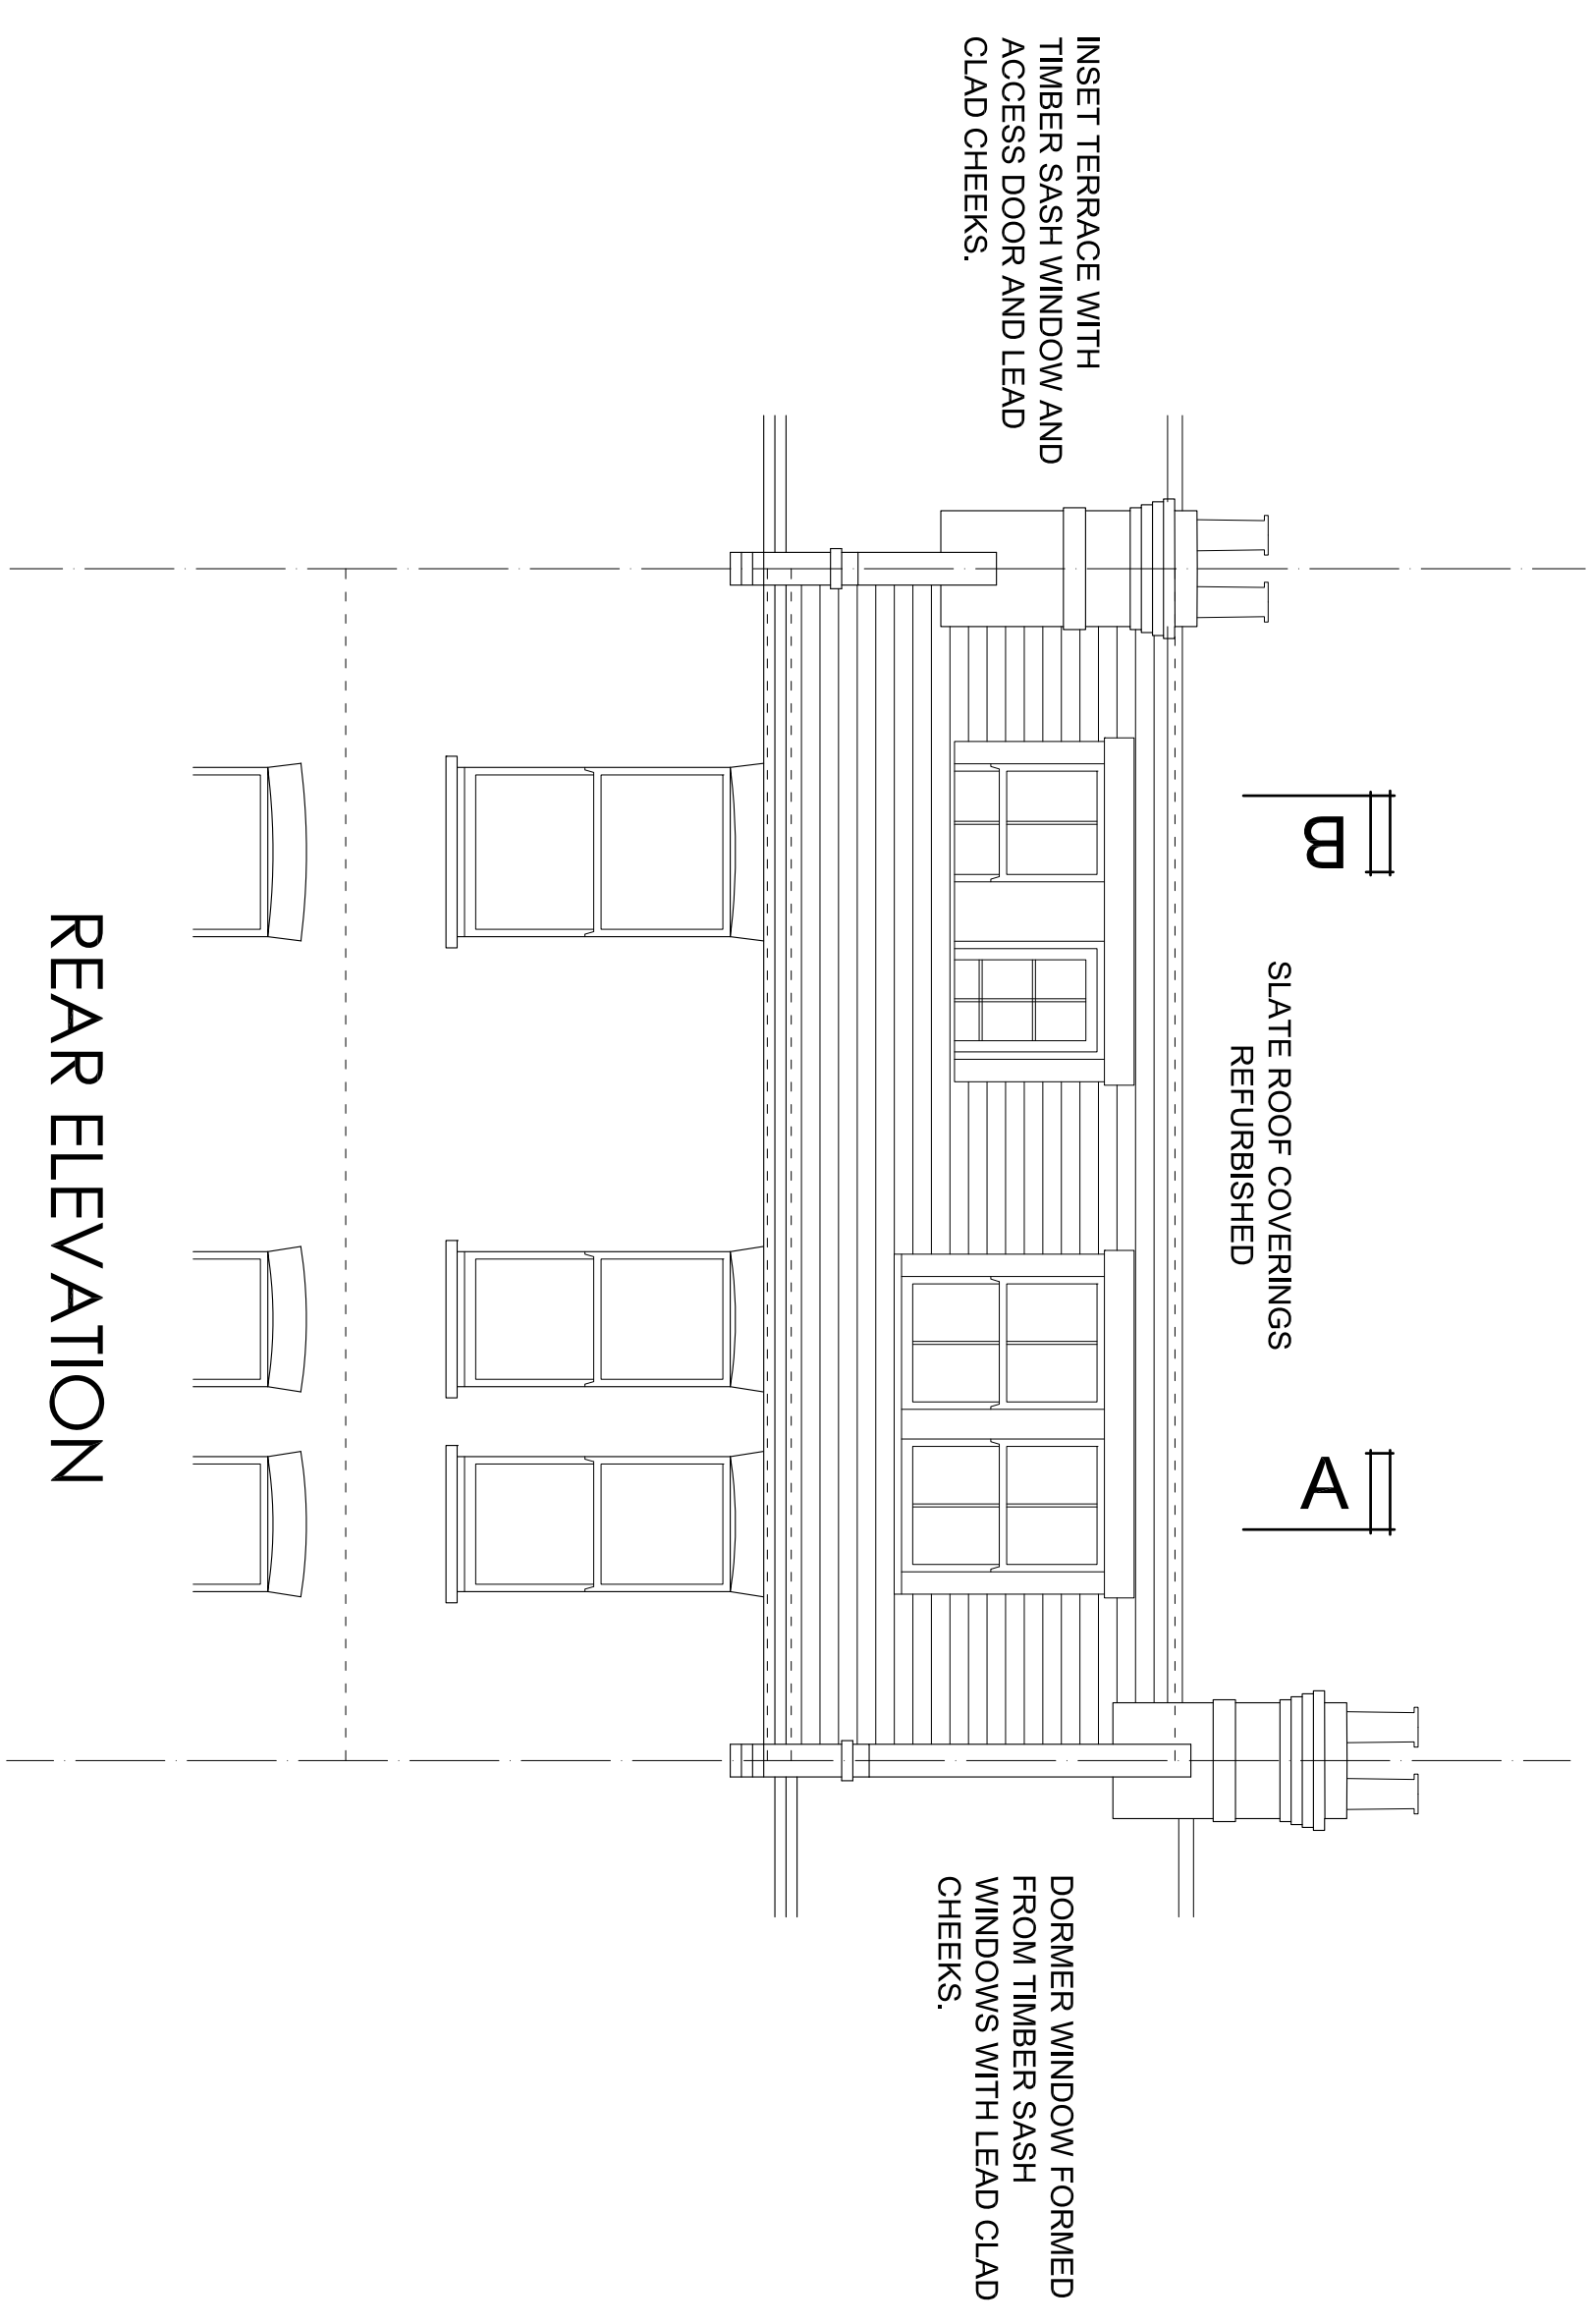 INSET TERRACE WITH
TIMBER SASH WINDOW AND
ACCESS DOOR AND LEAD
CLAD CHEEKS.
B
SLATE ROOF COVERINGS
REFURBISHED
A
DORMER WINDOW FORMED
FROM TIMBER SASH
WINDOWS WITH LEAD CLAD
CHEEKS.
REAR ELEVATION